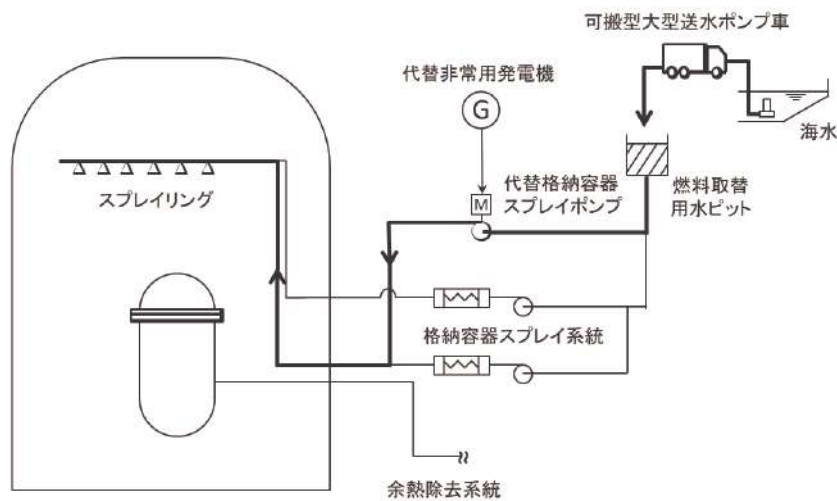 可搬型大型送水ポンプ車
代替非常用発電機
G
海水
スプレイリング
M
代替格納容器
スプレイポンプ
燃料取替
用水ピット
格納容器スプレイ系統
余熱除去系統